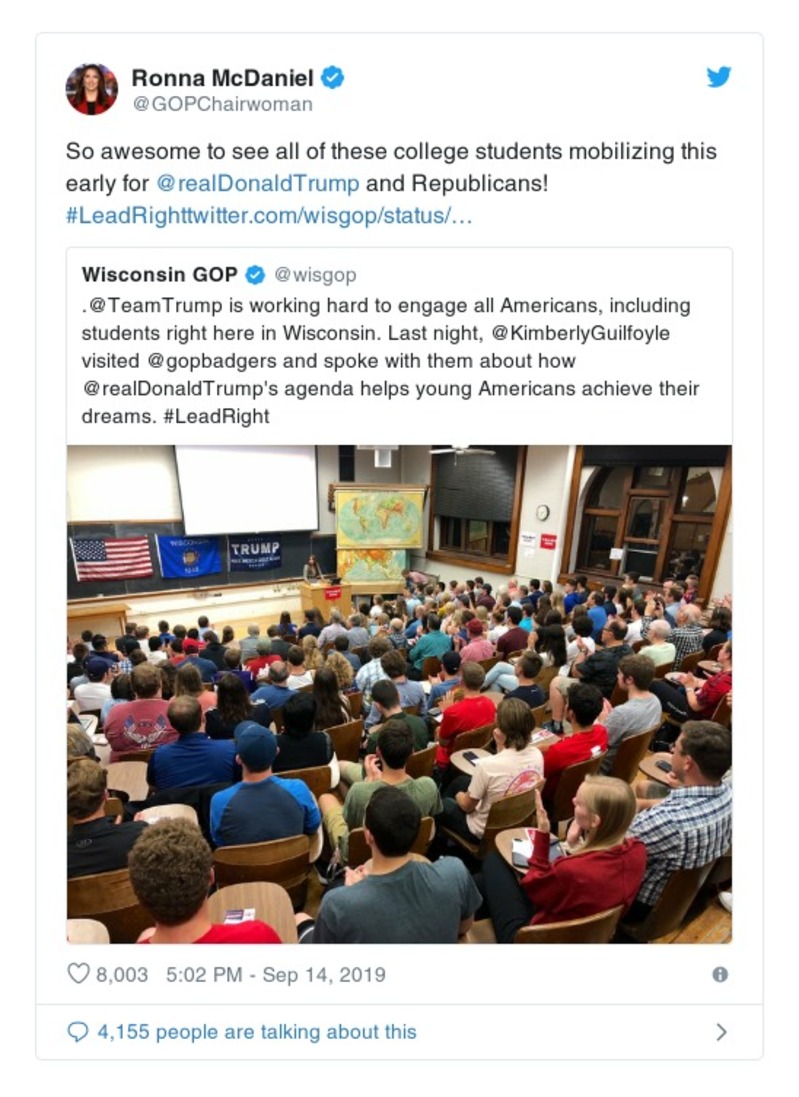 Ronna McDaniel
@GOPChairwoman
So awesome to see all of these college students mobilizing this
early for @realDonaldTrump and Republicans!
#LeadRighttwitter.com/wisgop/status/…
Wisconsin GOP @wisgop
.@TeamTrump is working hard to engage all Americans, including
students right here in Wisconsin. Last night, @KimberlyGuilfoyle
visited @gopbadgers and spoke with them about how
@realDonaldTrump's agenda helps young Americans achieve their
dreams. #LeadRight
WISCONSIN
1848
TRUMP
8,003 5:02 PM - Sep 14, 2019
4,155 people are talking about this